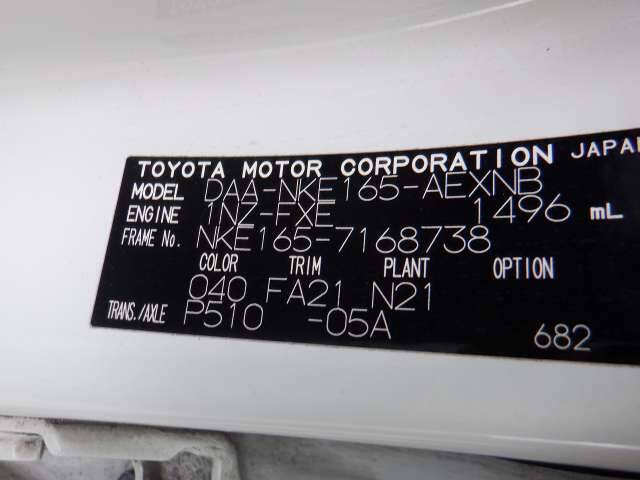 TOYOTA MOTOR CORPORATION JAPAN
MODEL DAA-NKE165-AEXNB
ENGINE 1NZ-FXE 1496 mL
FRAME No. NKE165-7168738
COLOR TRIM PLANT OPTION
040 FA21 N21
TRANS./AXLE P510 -05A
682